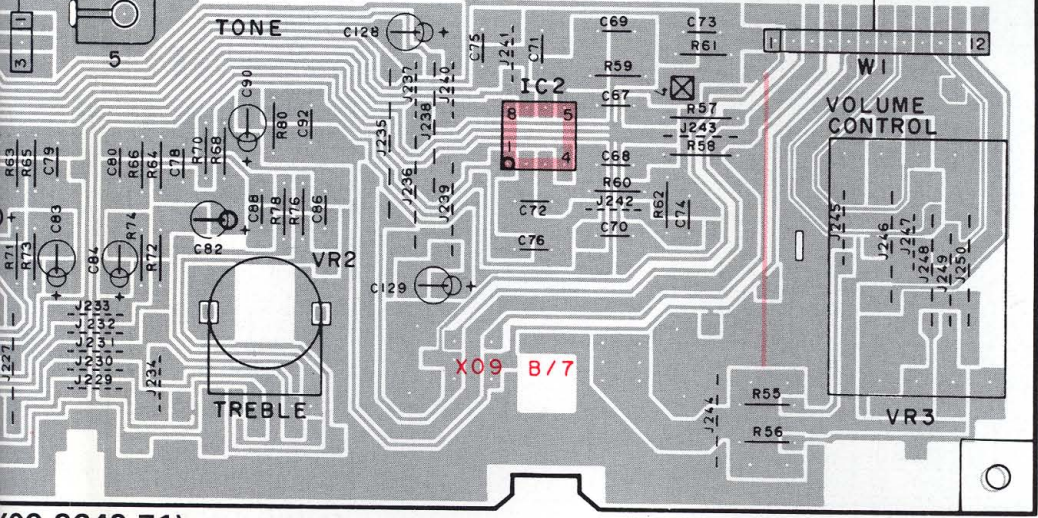 1
3
5
TONE
C128
+
C75
J241
C71
C69
C73
R61
1
12
W1
C90
R80
C92
J237
J240
J238
J235
IC2
8
5
1
4
R59
C67
4
R57
J243
R58
VOLUME
CONTROL
R63
R65
C79
C80
R66
R64
C78
R70
R68
+
C68
R60
J242
C70
R62
C74
J236
J239
C72
C76
J245
J246
J247
J248
J249
J250
+
R71
R73
C83
+
C84
R74
+
R72
C82
+
C88
R78
R76
C86
VR2
C129
+
J233
J232
J231
J230
J229
J227
J234
X09 B/7
TREBLE
J244
R55
R56
VR3